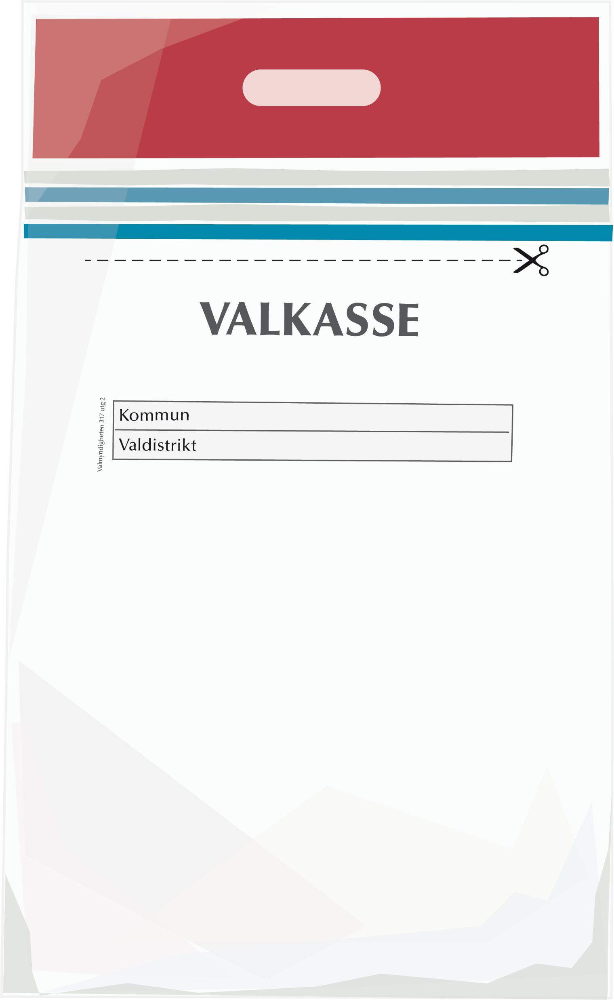 VALKASSE
Valmyndigheten 317 utg 2
Kommun
Valdistrikt